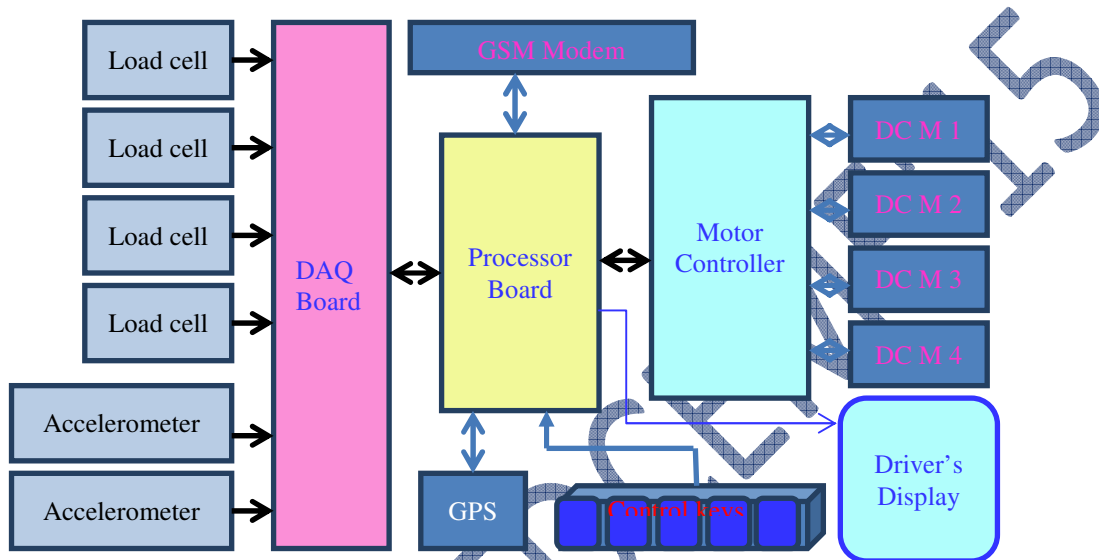 Load cell
Load cell
Load cell
Load cell
Accelerometer
Accelerometer
DAQ
Board
GSM Modem
Processor
Board
GPS
Control keys
Motor
Controller
DC M 1
DC M 2
DC M 3
DC M 4
Driver's
Display